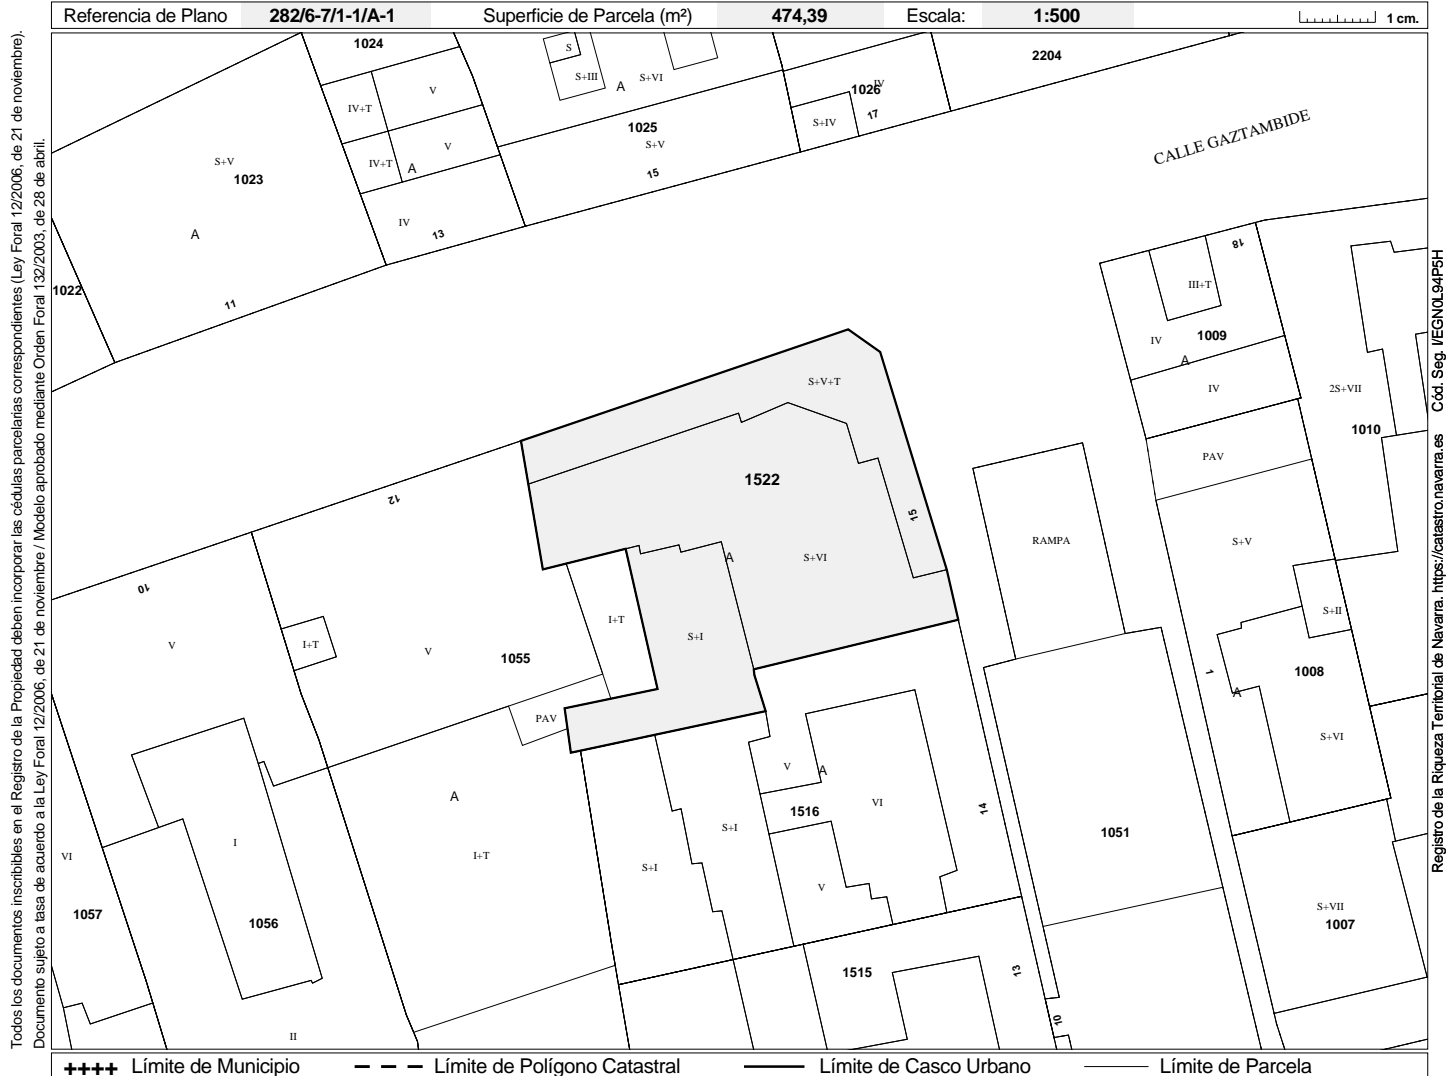 Referencia de Plano 282/6-7/1-1/A-1 Superficie de Parcela (m²) 474,39 Escala: 1:500 1 cm.
Todos los documentos inscribibles en el Registro de la Propiedad deben incorporar las cédulas parcelarias correspondientes (Ley Foral 12/2006, de 21 de noviembre).
Documento sujeto a tasa de acuerdo a la Ley Foral 12/2006, de 21 de noviembre / Modelo aprobado mediante Orden Foral 132/2003, de 28 de abril.
1024
S
S+III
A
S+VI
2204
IV+T
V
1026
IV
S+IV
17
CALLE GAZTAMBIDE
1025
S+V
15
IV+T
V
A
S+V
1023
A
IV
13
1022
11
18
III+T
IV
1009
A
IV
2S+VII
1010
PAV
S+V
S+V+T
1522
15
A
S+VI
S+I
12
10
V
I+T
V
1055
I+T
PAV
RAMPA
S+II
1008
1
A
S+VI
A
I+T
V
A
1516
VI
V
S+I
S+I
14
1051
VI
I
1057
1056
II
S+VII
1007
1515
13
10
Registro de la Riqueza Territorial de Navarra. https://catastro.navarra.es Cód. Seg. I/EGN0L94P5H
++++ Límite de Municipio Límite de Polígono Catastral Límite de Casco Urbano Límite de Parcela